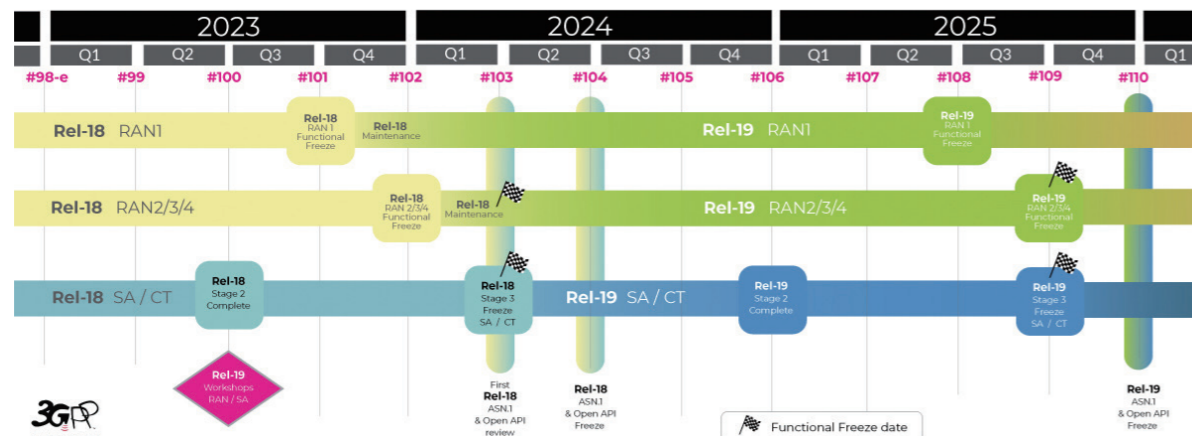 2023 2024 2025
Q1 Q2 Q3 Q4 Q1 Q2 Q3 Q4 Q1 Q2 Q3 Q4 Q1
#98-e #99 #100 #101 #102 #103 #104 #105 #106 #107 #108 #109 #110
Rel-18 RAN1
Rel-18
RAN 1
Functional
Freeze
Rel-18
Maintenance
Rel-19 RAN1
Rel-19
RAN 1
Functional
Freeze
Rel-18 RAN2/3/4
Rel-18
RAN 2/3/4
Functional
Freeze
Rel-18
Maintenance
Rel-19 RAN2/3/4
Rel-19
RAN 2/3/4
Functional
Freeze
Rel-18 SA / CT
Rel-18
Stage 2
Complete
Rel-18
Stage 3
Freeze
SA / CT
Rel-19 SA / CT
Rel-19
Stage 2
Complete
Rel-19
Stage 3
Freeze
SA / CT
Rel-19
Workshops
RAN / SA
First
Rel-18
ASN.1
& Open API
review
Rel-18
ASN.1
& Open API
Freeze
Rel-19
ASN.1
& Open API
Freeze
3GPP
Functional Freeze date